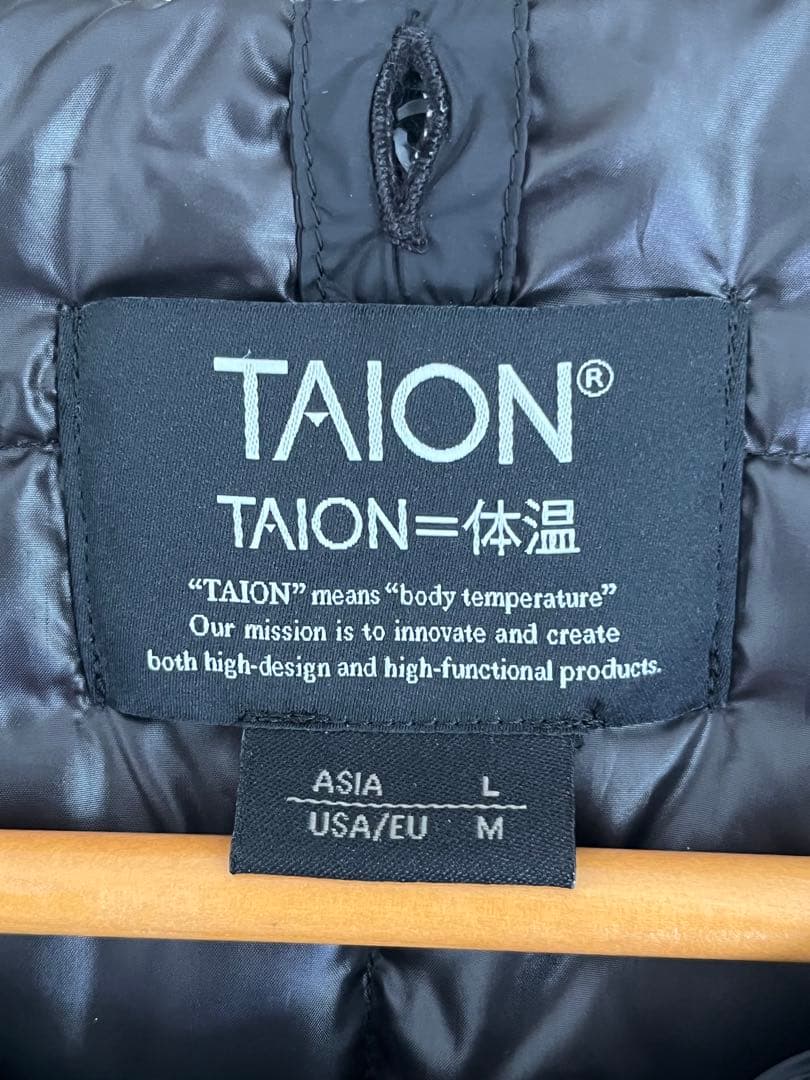 TAION®
TAION=体温
“TAION” means “body temperature”
Our mission is to innovate and create
both high-design and high-functional products.
ASIA L
USA/EU M